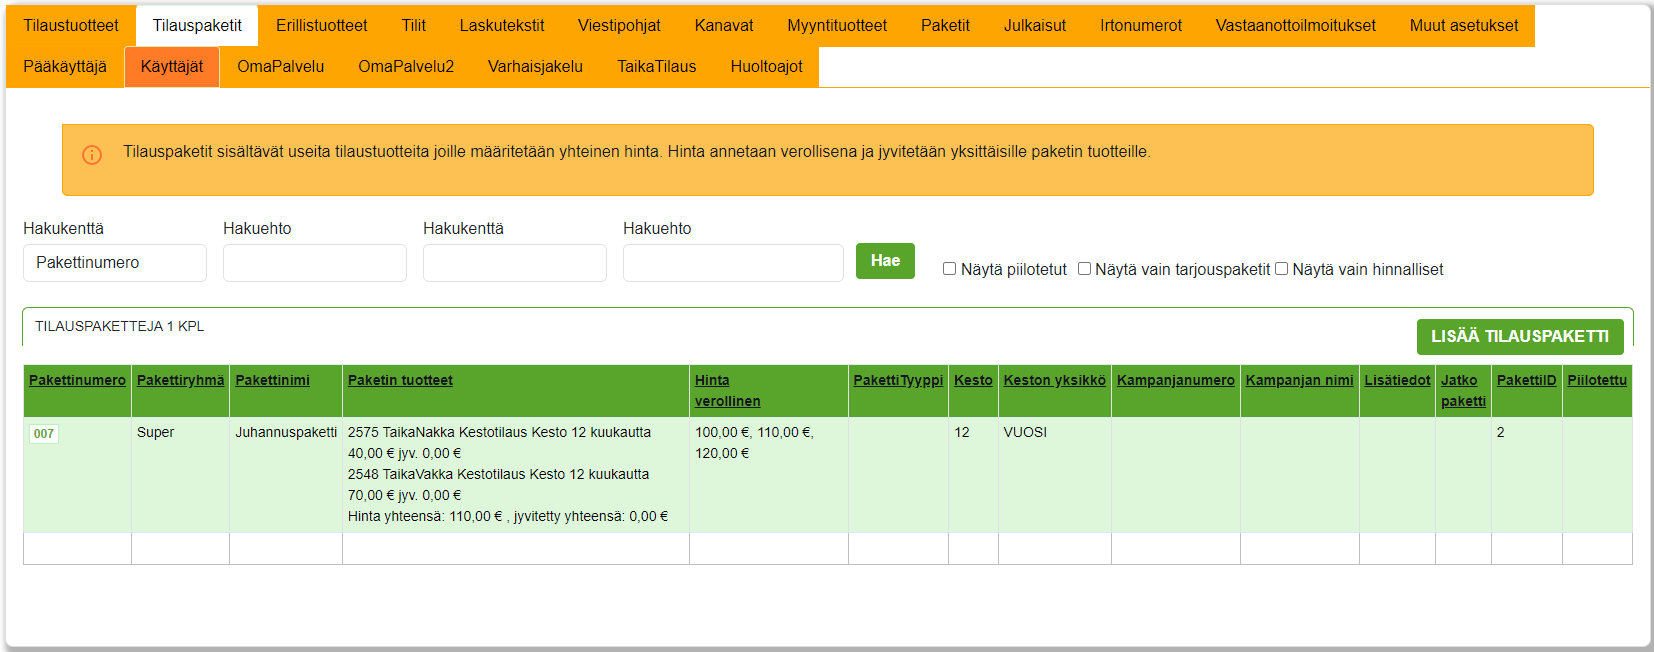 Tilaustuotteet Tilauspaketit Erillistuotteet Tilit Laskutekstit Viestipohjat Kanavat Myyntituotteet Paketit Julkaisut Irtonumerot Vastaanottoilmoitukset Muut asetukset
Pääkäyttäjä Käyttäjät OmaPalvelu OmaPalvelu2 Varhaisjakelu TaikaTilaus Huoltoajot
Tilauspaketit sisältävät useita tilaustuotteita joille määritetään yhteinen hinta. Hinta annetaan verollisena ja jyvitetään yksittäisille paketin tuotteille.
Hakukenttä Hakuehto Hakukenttä Hakuehto
Pakettinumero Hae Näytä piilotetut Näytä vain tarjouspaketit Näytä vain hinnalliset
TILAUSPAKETTEJA 1 KPL
LISÄÄ TILAUSPAKETTI
Pakettinumero Pakettiryhmä Pakettinimi Paketin tuotteet Hinta PakettiTyyppi Kesto Keston yksikkö Kampanjanumero Kampanjan nimi Lisätiedot Jatko PakettiID Piilotettu
verollinen paketti
007 Super Juhannuspaketti 2575 TaikaNakka Kestotilaus Kesto 12 kuukautta 100,00 €, 110,00 €, 12 VUOSI 2
40,00 € jyv. 0,00 € 120,00 €
2548 TaikaVakka Kestotilaus Kesto 12 kuukautta
70,00 € jyv. 0,00 €
Hinta yhteensä: 110,00 € , jyvitetty yhteensä: 0,00 €